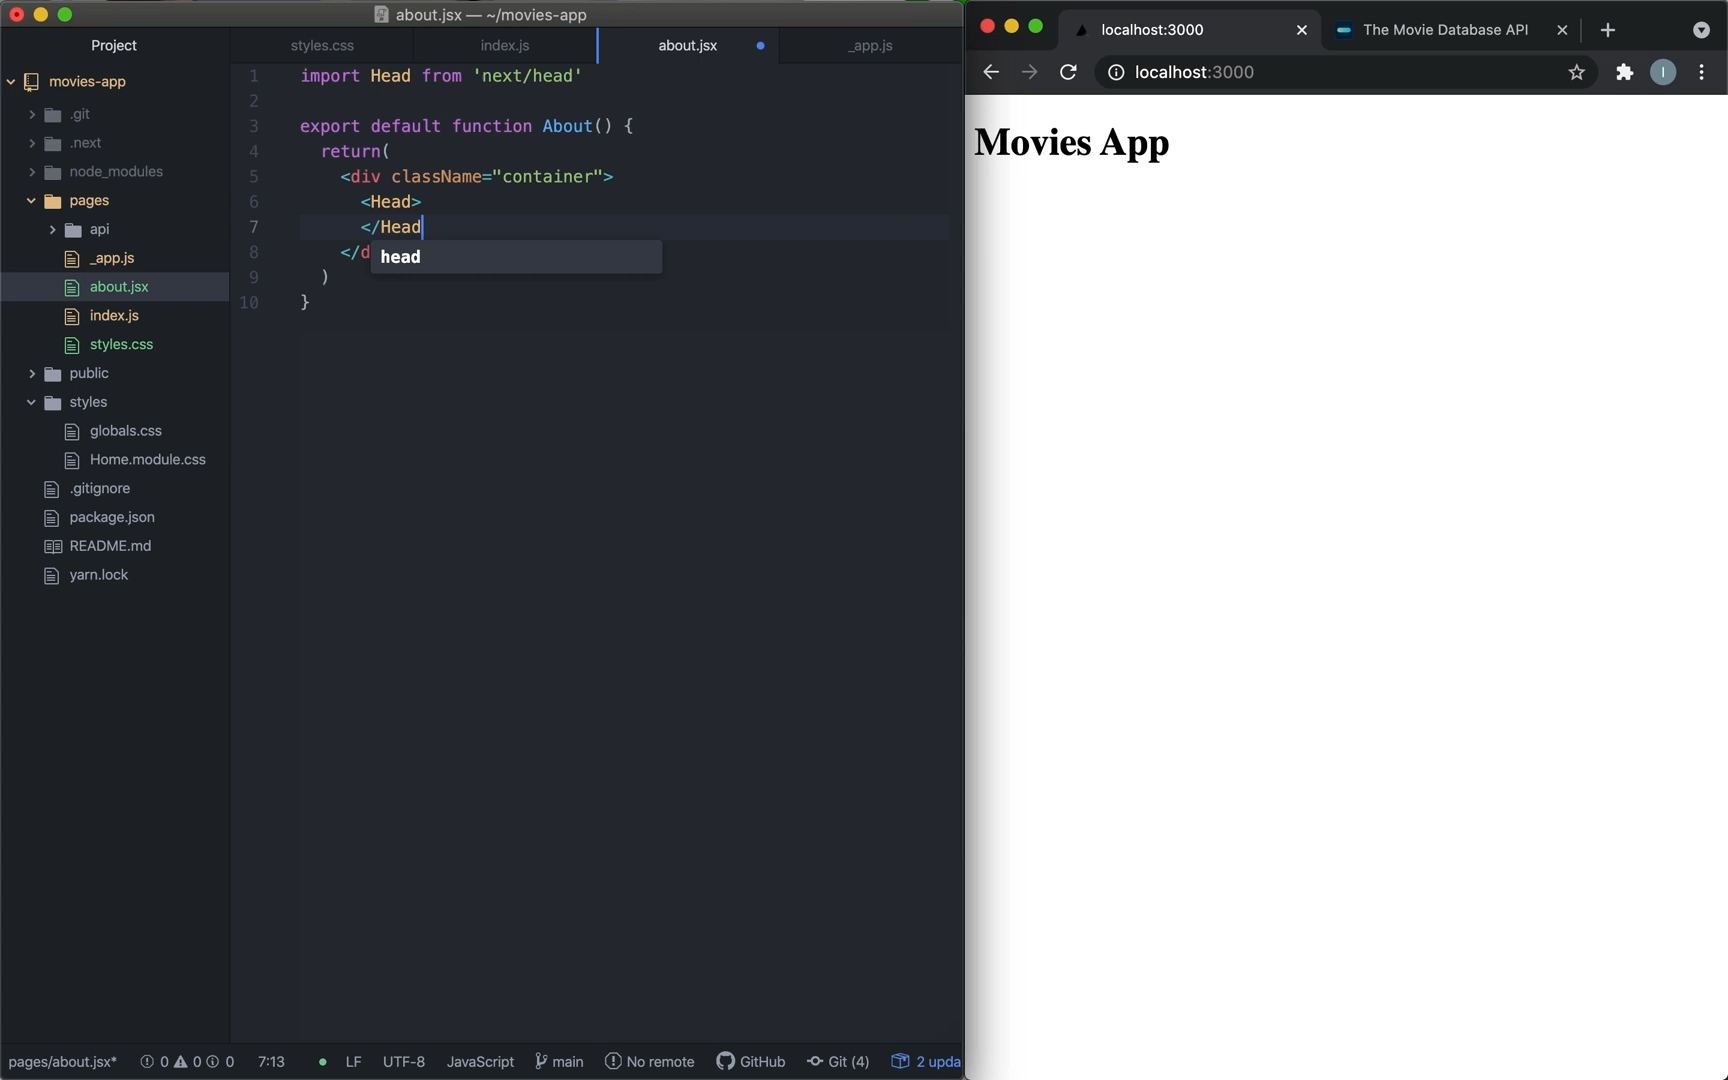 about.jsx — ~/movies-app
Project
styles.css
index.js
about.jsx
_app.js
movies-app
.git
.next
node_modules
pages
api
_app.js
about.jsx
index.js
styles.css
public
styles
globals.css
Home.module.css
.gitignore
package.json
README.md
yarn.lock
1 import Head from 'next/head'
2
3 export default function About() {
4 return(
5 <div className="container">
6 <Head>
7 </Head
8 </d
head
9 )
10 }
pages/about.jsx* 0 0 0 7:13 LF UTF-8 JavaScript main No remote GitHub Git (4) 2 upda
localhost:3000
The Movie Database API
localhost:3000
I
Movies App